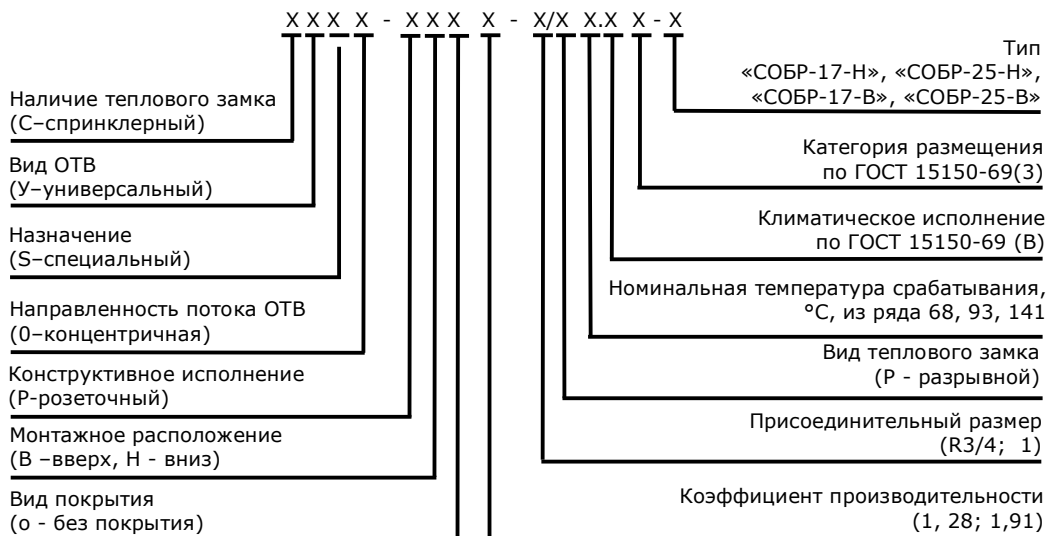 X X X X - X X X X - X/X X.X X - X
Наличие теплового замка
(С–спринклерный)
Вид ОТВ
(У–универсальный)
Назначение
(S–специальный)
Направленность потока ОТВ
(0–концентричная)
Конструктивное исполнение
(Р-розеточный)
Монтажное расположение
(В –вверх, Н - вниз)
Вид покрытия
(о - без покрытия)
Тип
«СОБР-17-Н», «СОБР-25-Н»,
«СОБР-17-В», «СОБР-25-В»
Категория размещения
по ГОСТ 15150-69(3)
Климатическое исполнение
по ГОСТ 15150-69 (В)
Номинальная температура срабатывания,
°С, из ряда 68, 93, 141
Вид теплового замка
(Р - разрывной)
Присоединительный размер
(R3/4; 1)
Коэффициент производительности
(1, 28; 1,91)